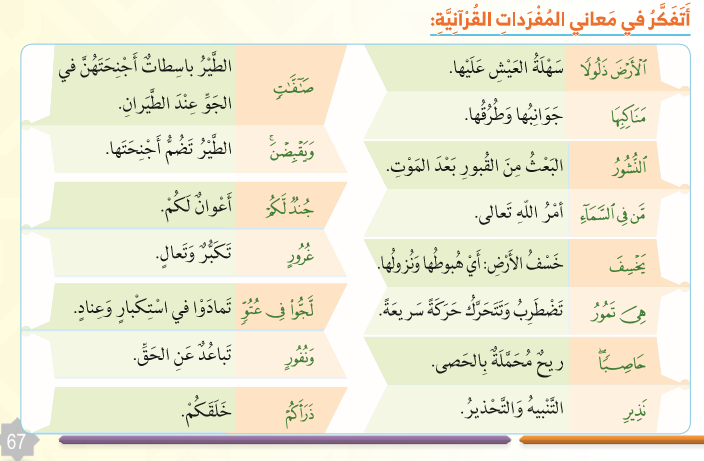 أَتَفَكَّرُ في مَعاني المُفْرَداتِ القُرْآنِيَّةِ:
ٱلْأَرْضَ ذَلُولًا سَهْلَةُ العَيْشِ عَلَيْها.
مَنَاكِبِهَا جَوَانِبُها وَطُرُقُها.
ٱلنُّشُورُ البَعْثُ مِنَ القُبورِ بَعْدَ المَوْتِ.
مَّن فِي ٱلسَّمَآءِ أمْرُ اللّهِ تَعالى.
يَخْسِفَ خَسْفُ الأَرْضِ: أَيْ هُبوطُها وَنُزولُها.
هِيَ تَمُورُ تَضْطَرِبُ وَتَتَحَرَّكُ حَرَكَةً سَريعَةً.
حَاصِبًا ۖ ريحٌ مُحَمَّلَةٌ بِالحَصى.
نَذِيرِ التَّنْبيهُ وَالتَّحْذيرُ.
صَٰٓفَّٰتٍ الطَّيْرُ باسِطاتٌ أَجْنِحَتَهُنَّ في
الجَوِّ عِنْدَ الطَّيَرانِ.
وَيَقْبِضْنَ ۚ الطَّيْرُ تَضُمُّ أَجْنِحَتَها.
جُندٌ لَّكُمْ أَعْوانٌ لَكُمْ.
غُرُورٍ تَكَبُّرٌ وَتَعالٍ.
لَّجُّوا۟ فِى عُتُوٍّ تَمادَوْا في اسْتِكْبارٍ وَعِنادٍ.
وَنُفُورٍ تَباعُدٌ عَنِ الحَقِّ.
ذَرَأَكُمْ خَلَقَكُمْ.
67